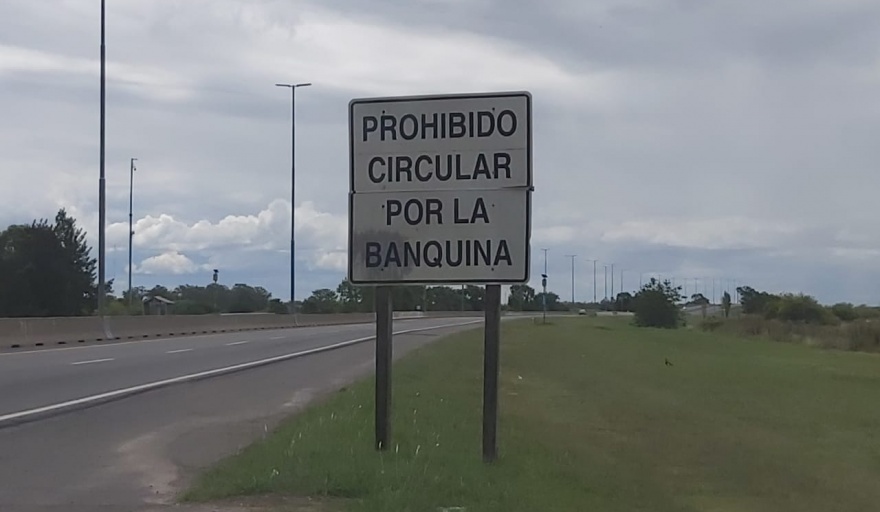 PROHIBIDO
CIRCULAR
POR LA
BANQUINA